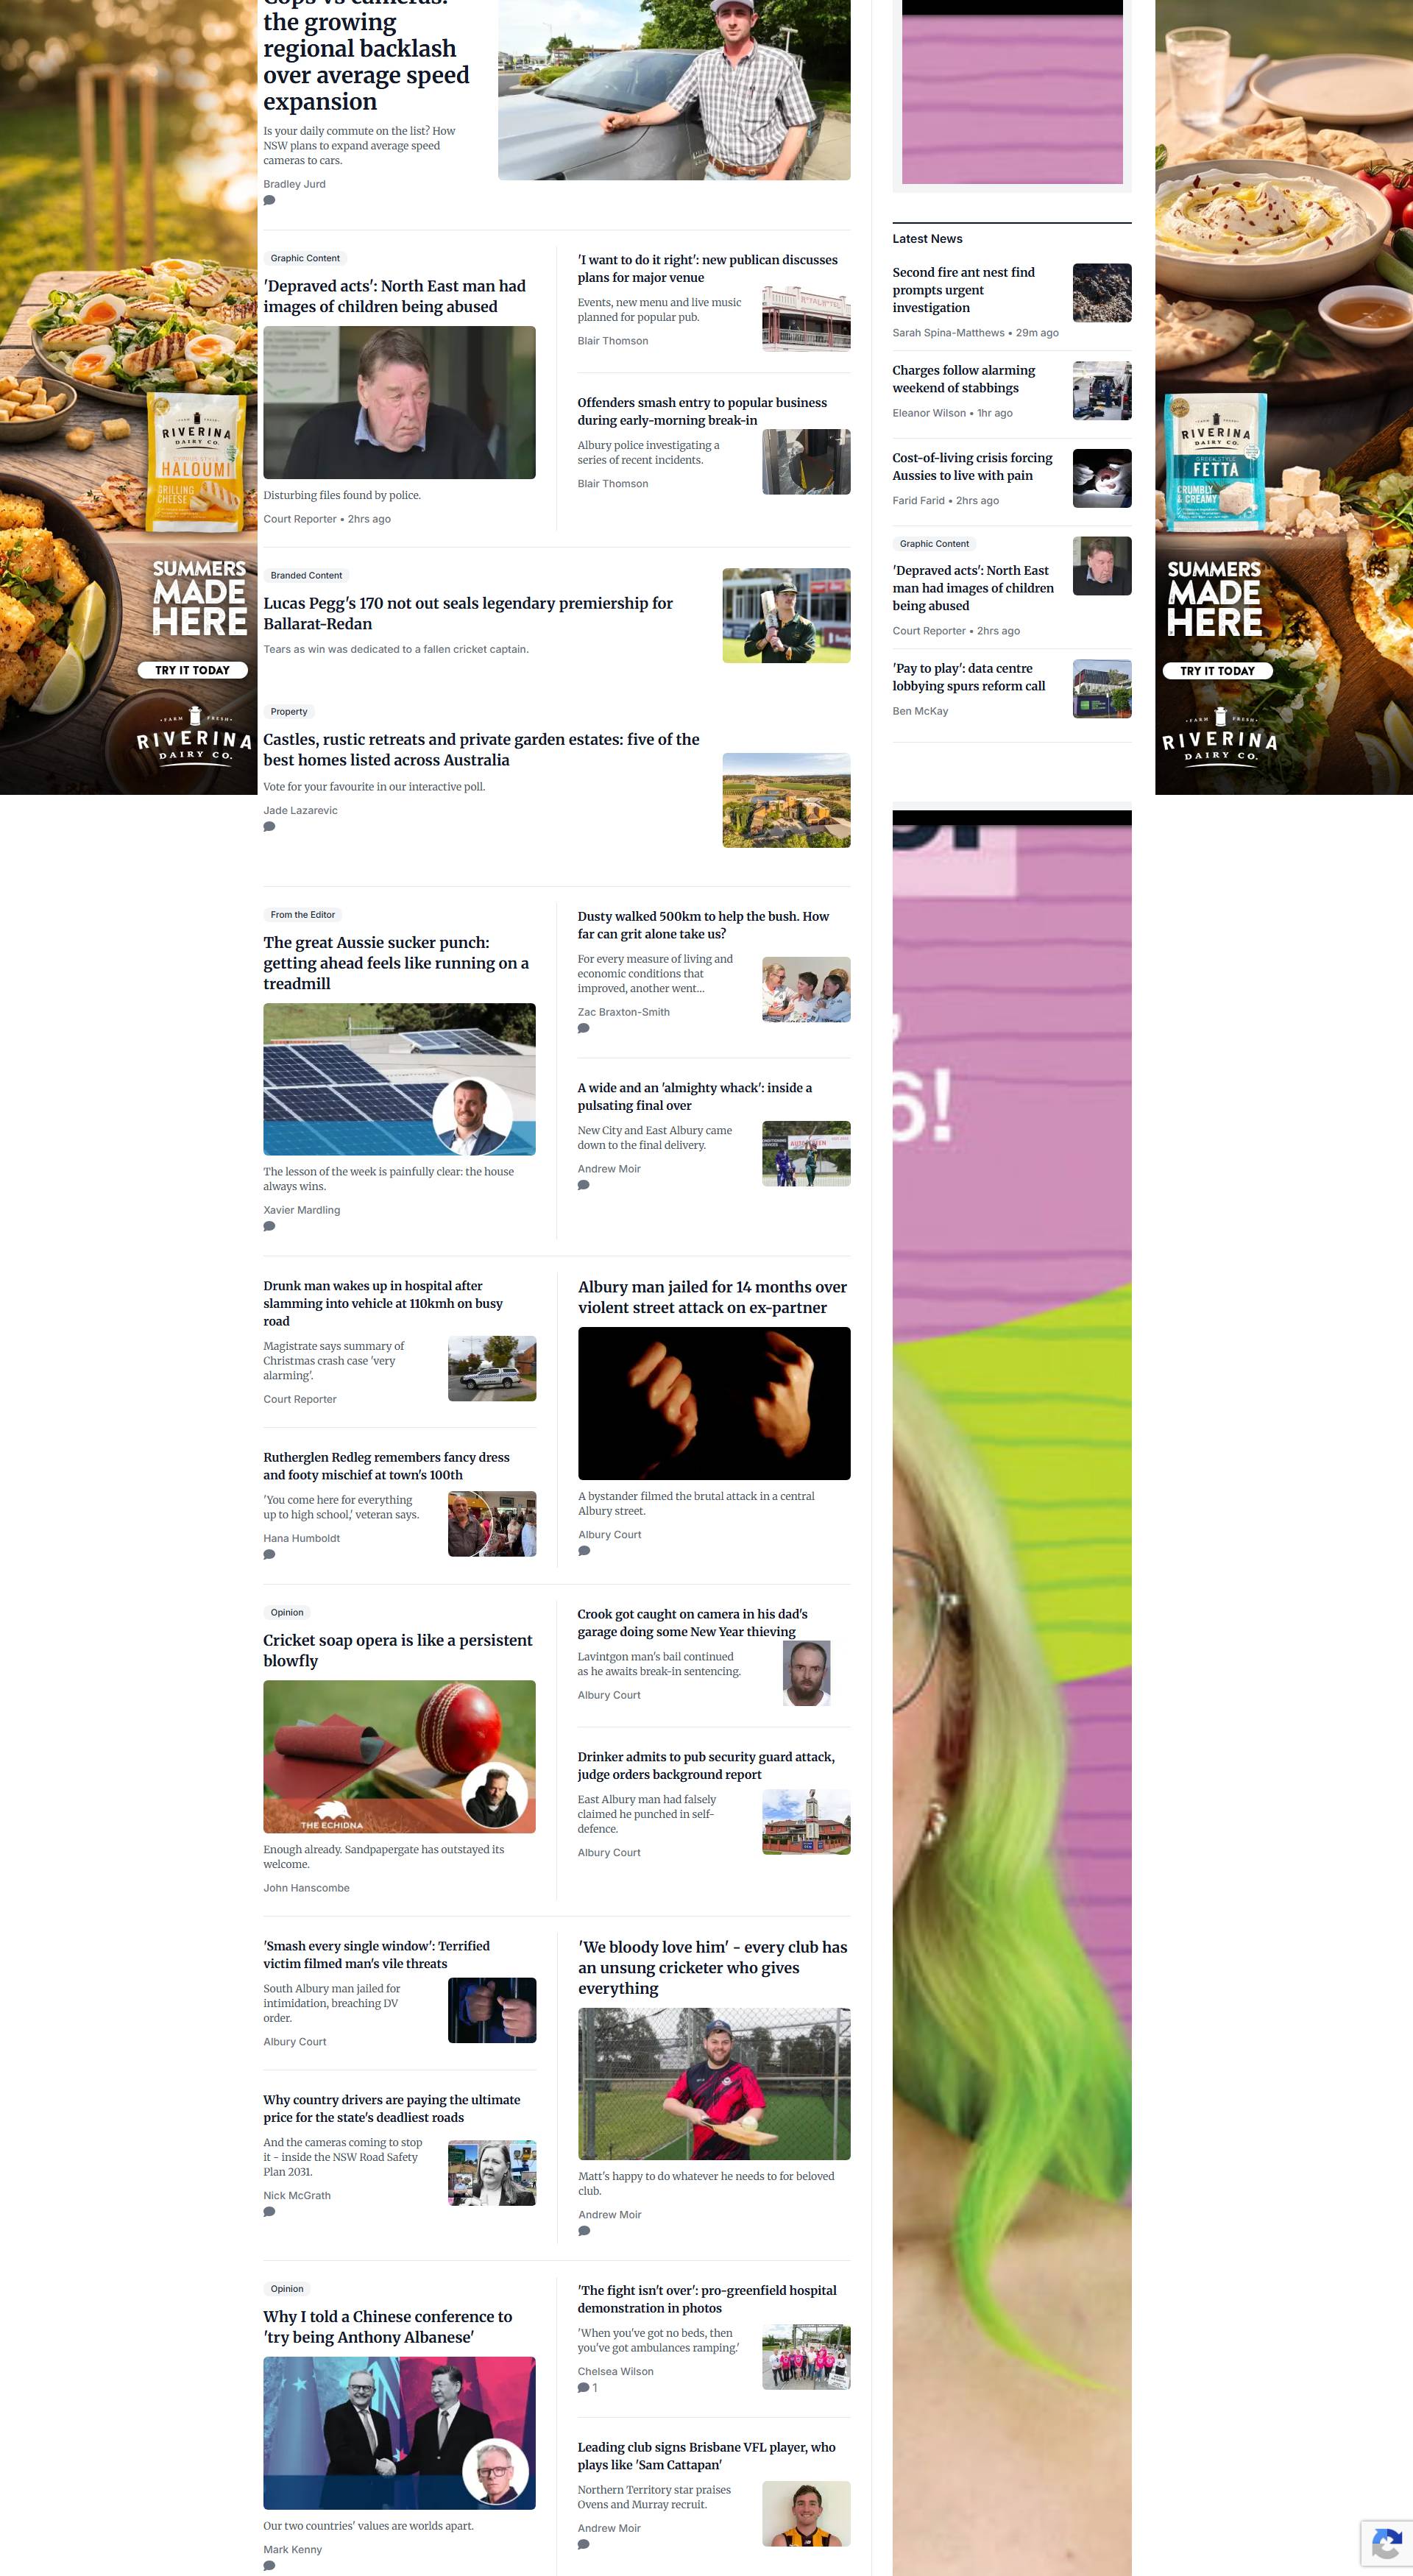 Cops vs cameras:
the growing
regional backlash
over average speed
expansion
Is your daily commute on the list? How
NSW plans to expand average speed
cameras to cars.
Bradley Jurd
Graphic Content
'Depraved acts': North East man had
images of children being abused
Disturbing files found by police.
Court Reporter • 2hrs ago
'I want to do it right': new publican discusses
plans for major venue
Events, new menu and live music
planned for popular pub.
Blair Thomson
Offenders smash entry to popular business
during early-morning break-in
Albury police investigating a
series of recent incidents.
Blair Thomson
Branded Content
Lucas Pegg's 170 not out seals legendary premiership for
Ballarat-Redan
Tears as win was dedicated to a fallen cricket captain.
Property
Castles, rustic retreats and private garden estates: five of the
best homes listed across Australia
Vote for your favourite in our interactive poll.
Jade Lazarevic
From the Editor
The great Aussie sucker punch:
getting ahead feels like running on a
treadmill
The lesson of the week is painfully clear: the house
always wins.
Xavier Mardling
Dusty walked 500km to help the bush. How
far can grit alone take us?
For every measure of living and
economic conditions that
improved, another went...
Zac Braxton-Smith
A wide and an 'almighty whack': inside a
pulsating final over
New City and East Albury came
down to the final delivery.
Andrew Moir
Drunk man wakes up in hospital after
slamming into vehicle at 110kmh on busy
road
Magistrate says summary of
Christmas crash case 'very
alarming'.
Court Reporter
Rutherglen Redleg remembers fancy dress
and footy mischief at town's 100th
'You come here for everything
up to high school,' veteran says.
Hana Humboldt
Albury man jailed for 14 months over
violent street attack on ex-partner
A bystander filmed the brutal attack in a central
Albury street.
Albury Court
Opinion
Cricket soap opera is like a persistent
blowfly
THE ECHIDNA
Enough already. Sandpapergate has outstayed its
welcome.
John Hanscombe
Crook got caught on camera in his dad's
garage doing some New Year thieving
Lavintgon man's bail continued
as he awaits break-in sentencing.
Albury Court
Drinker admits to pub security guard attack,
judge orders background report
East Albury man had falsely
claimed he punched in self-
defence.
Albury Court
'Smash every single window': Terrified
victim filmed man's vile threats
South Albury man jailed for
intimidation, breaching DV
order.
Albury Court
Why country drivers are paying the ultimate
price for the state's deadliest roads
And the cameras coming to stop
it - inside the NSW Road Safety
Plan 2031.
Nick McGrath
'We bloody love him' - every club has
an unsung cricketer who gives
everything
Matt's happy to do whatever he needs to for beloved
club.
Andrew Moir
Opinion
Why I told a Chinese conference to
'try being Anthony Albanese'
Our two countries' values are worlds apart.
Mark Kenny
'The fight isn't over': pro-greenfield hospital
demonstration in photos
'When you've got no beds, then
you've got ambulances ramping.'
Chelsea Wilson
1
Leading club signs Brisbane VFL player, who
plays like 'Sam Cattapan'
Northern Territory star praises
Ovens and Murray recruit.
Andrew Moir
Latest News
Second fire ant nest find
prompts urgent
investigation
Sarah Spina-Matthews • 29m ago
Charges follow alarming
weekend of stabbings
Eleanor Wilson • 1hr ago
Cost-of-living crisis forcing
Aussies to live with pain
Farid Farid • 2hrs ago
Graphic Content
'Depraved acts': North East
man had images of children
being abused
Court Reporter • 2hrs ago
'Pay to play': data centre
lobbying spurs reform call
Ben McKay
6!
FARM FRESH
RIVERINA
DAIRY CO.
CYPRUS STYLE
HALOUMI
GRILLING
CHEESE
SUMMERS
MADE
HERE
TRY IT TODAY
FARM FRESH
RIVERINA
DAIRY CO.
FARM FRESH
RIVERINA
DAIRY CO.
GREEK STYLE
FETTA
CRUMBLY
& CREAMY
SUMMERS
MADE
HERE
TRY IT TODAY
FARM FRESH
RIVERINA
DAIRY CO.